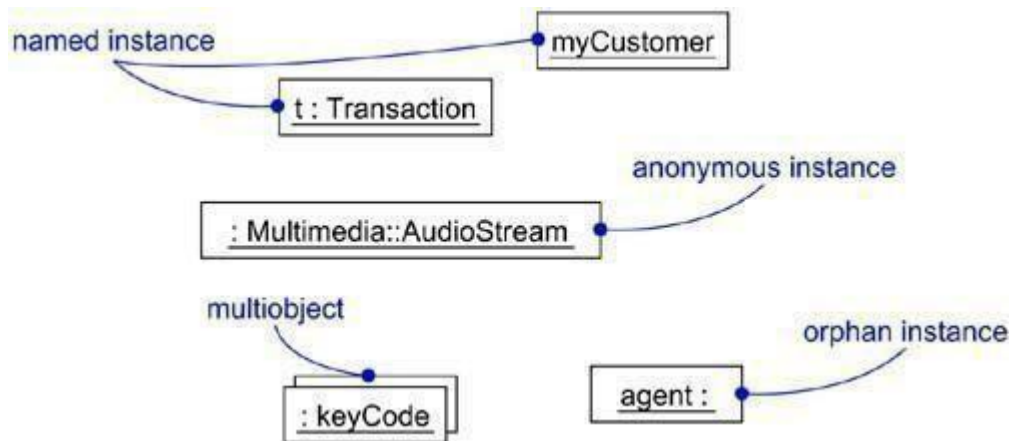 myCustomer
named instance
t : Transaction
anonymous instance
: Multimedia::AudioStream
multiobject
orphan instance
: keyCode
agent :